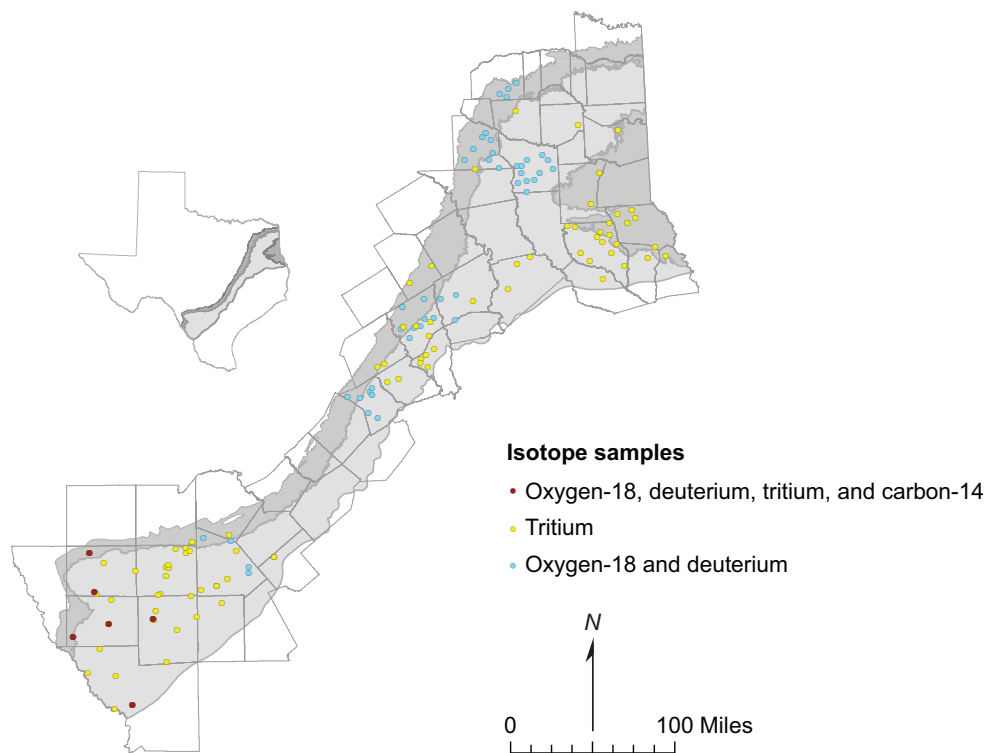 Isotope samples
Oxygen-18, deuterium, tritium, and carbon-14
Tritium
Oxygen-18 and deuterium
N
0 100 Miles